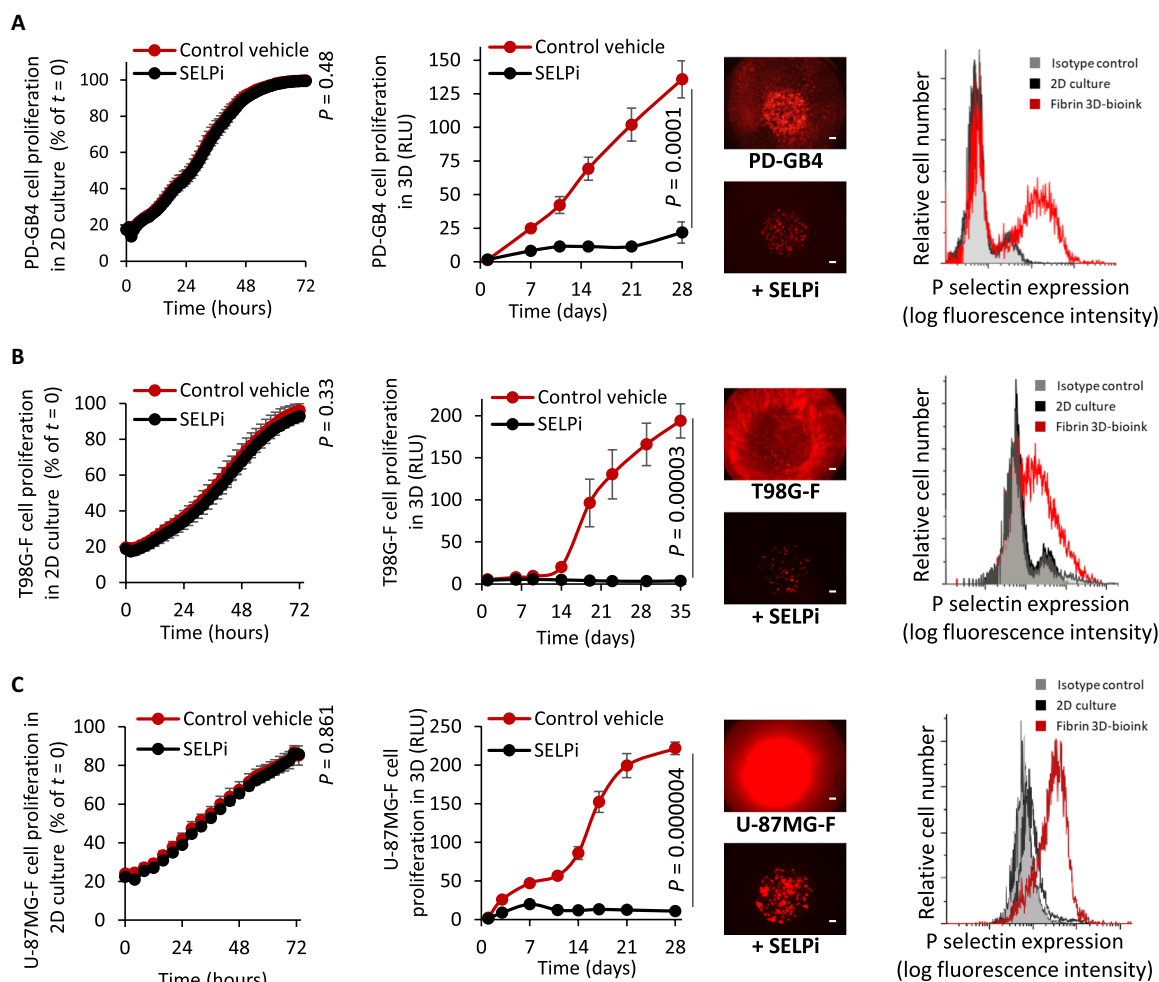 A
PD-GB4 cell proliferation
in 2D culture (% of t = 0)
100
80
60
40
20
0
Control vehicle
SELPi
P = 0.48
0 24 48 72
Time (hours)
PD-GB4 cell proliferation
in 3D (RLU)
150
125
100
75
50
25
0
Control vehicle
SELPi
P = 0.0001
0 7 14 21 28
Time (days)
PD-GB4
+ SELPi
Relative cell number
Isotype control
2D culture
Fibrin 3D-bioink
P selectin expression
(log fluorescence intensity)
B
T98G-F cell proliferation
in 2D culture (% of t = 0)
100
80
60
40
20
0
Control vehicle
SELPi
P = 0.33
0 24 48 72
Time (hours)
T98G-F cell proliferation
in 3D (RLU)
200
150
100
50
0
Control vehicle
SELPi
P = 0.00003
0 7 14 21 28 35
Time (days)
T98G-F
+ SELPi
Relative cell number
Isotype control
2D culture
Fibrin 3D-bioink
P selectin expression
(log fluorescence intensity)
C
U-87MG-F cell proliferation in
2D culture (% of t = 0)
100
80
60
40
20
0
Control vehicle
SELPi
P = 0.861
0 24 48 72
Time (hours)
U-87MG-F cell
proliferation in 3D (RLU)
250
200
150
100
50
0
Control vehicle
SELPi
P = 0.000004
0 7 14 21 28
Time (days)
U-87MG-F
+ SELPi
Relative cell number
Isotype control
2D culture
Fibrin 3D-bioink
P selectin expression
(log fluorescence intensity)